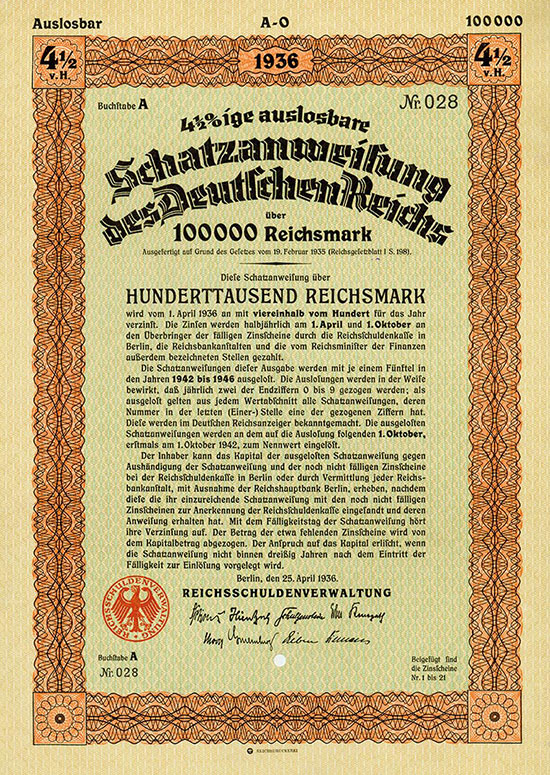 Auslosbar A-O 100000
4½ v.H. 1936 4½ v.H.
Buchſtabe A Nr. 028
4½%ige auslosbare
Schatzanweiſung
des Deutſchen Reichs
über
100000 Reichsmark
Ausgefertigt auf Grund des Geſetzes vom 19. Februar 1935 (Reichsgeſetzblatt I S. 198).
Dieſe Schatzanweiſung über
HUNDERTTAUSEND REICHSMARK
wird vom 1. April 1936 an mit viereinhalb vom Hundert für das Jahr
verzinſt. Die Zinſen werden halbjährlich am 1. April und 1. Oktober an
den Überbringer der fälligen Zinsſcheine durch die Reichsſchuldenkaſſe in
Berlin, die Reichsbankanſtalten und die vom Reichsminiſter der Finanzen
außerdem bezeichneten Stellen gezahlt.
Die Schatzanweiſungen dieſer Ausgabe werden mit je einem Fünftel in
den Jahren 1942 bis 1946 ausgeloſt. Die Ausloſungen werden in der Weiſe
bewirkt, daß jährlich zwei der Endziffern 0 bis 9 gezogen werden; als
ausgeloſt gelten aus jedem Wertabſchnitt alle Schatzanweiſungen, deren
Nummer in der letzten (Einer-) Stelle eine der gezogenen Ziffern hat.
Dieſe werden im Deutſchen Reichsanzeiger bekanntgemacht. Die ausgeloſten
Schatzanweiſungen werden an dem auf die Ausloſung folgenden 1. Oktober,
erſtmals am 1. Oktober 1942, zum Nennwert eingelöſt.
Der Inhaber kann das Kapital der ausgeloſten Schatzanweiſung gegen
Aushändigung der Schatzanweiſung und der noch nicht fälligen Zinsſcheine
bei der Reichsſchuldenkaſſe in Berlin oder durch Vermittlung jeder Reichs-
bankanſtalt, mit Ausnahme der Reichshauptbank Berlin, erheben, nachdem
dieſe die ihr einzureichende Schatzanweiſung mit den noch nicht fälligen
Zinsſcheinen zur Anerkennung der Reichsſchuldenkaſſe eingeſandt und deren
Anweiſung erhalten hat. Mit dem Fälligkeitstag der Schatzanweiſung hört
ihre Verzinſung auf. Der Betrag der etwa fehlenden Zinsſcheine wird von
dem Kapitalbetrag abgezogen. Der Anſpruch auf das Kapital erliſcht, wenn
die Schatzanweiſung nicht binnen dreißig Jahren nach dem Eintritt der
Fälligkeit zur Einlöſung vorgelegt wird.
Berlin, den 25. April 1936.
REICHSSCHULDENVERWALTUNG
REICHSSCHULDENVERWALTUNG
Buchſtabe A
Nr. 028
Beigefügt ſind
die Zinsſcheine
Nr. 1 bis 21
REICHSDRUCKEREI